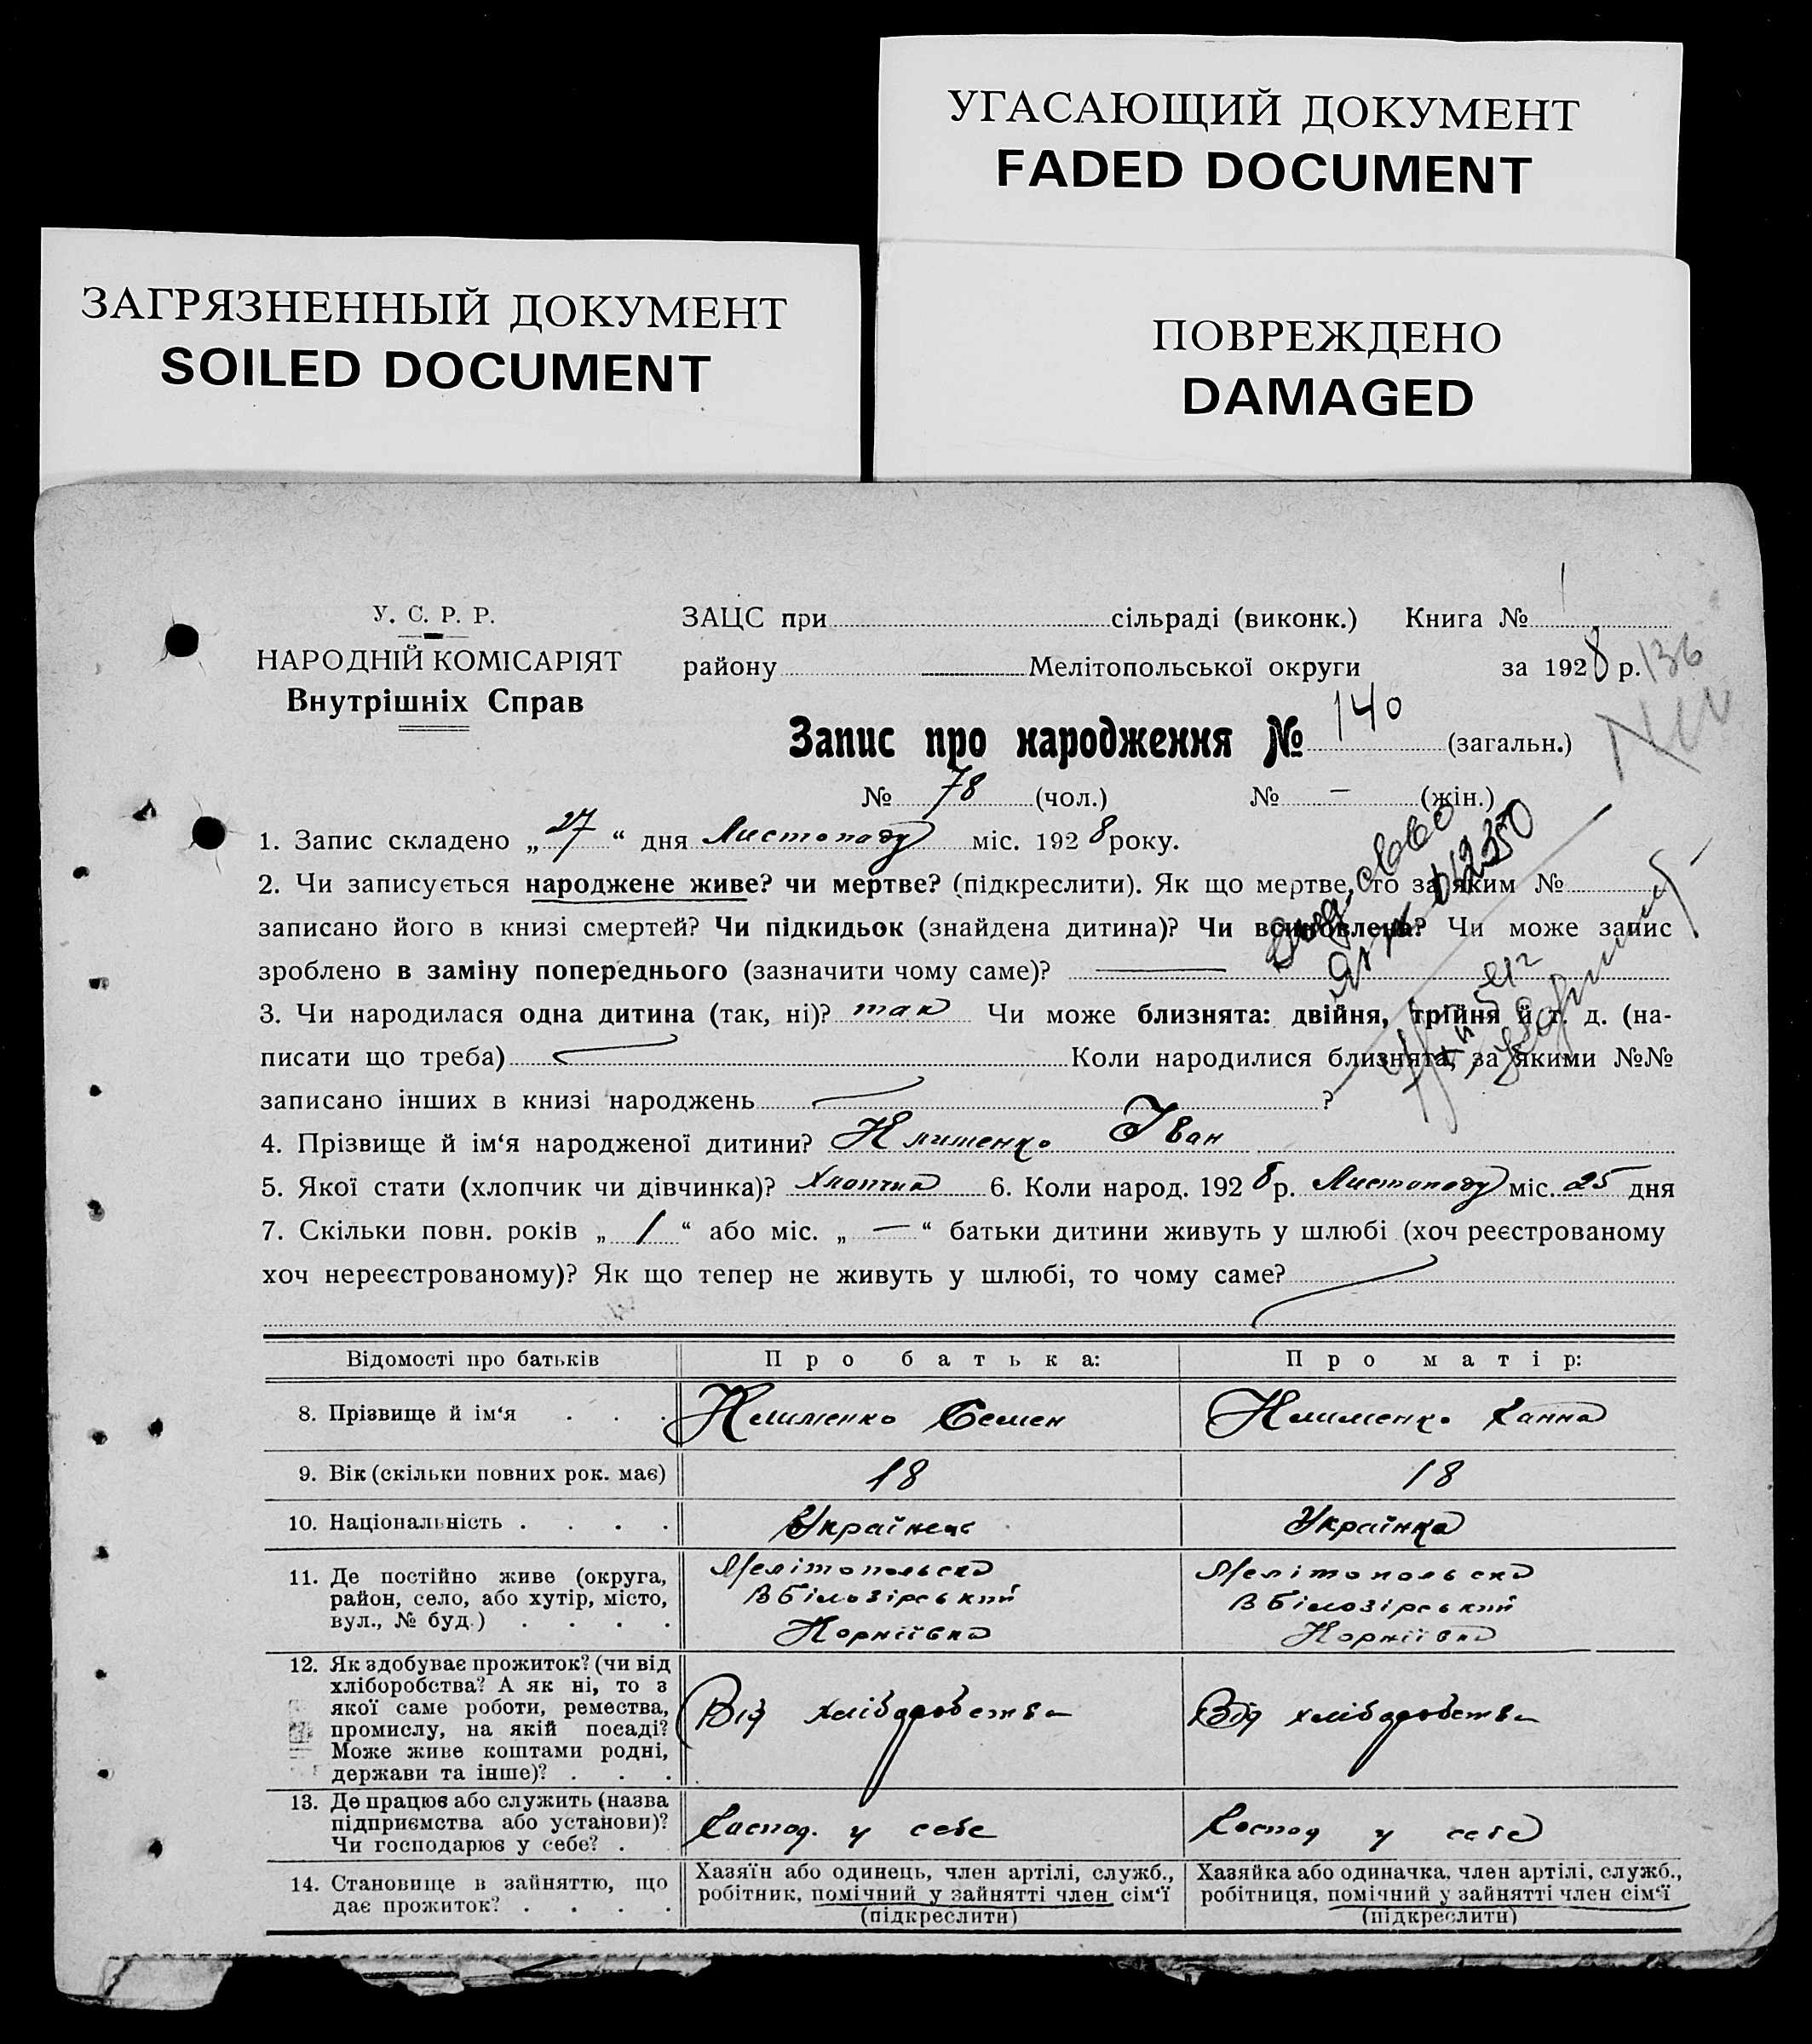 УГАСАЮЩИЙ ДОКУМЕНТ
FADED DOCUMENT
ЗАГРЯЗНЕННЫЙ ДОКУМЕНТ
SOILED DOCUMENT
ПОВРЕЖДЕНО
DAMAGED
У. С. Р. Р.
НАРОДНІЙ КОМІСАРІЯТ
Внутрішніх Справ
ЗАЦС при сільраді (виконк.) Книга № 1
району Мелітопольської округи за 1928 р. 136
Запис про народження № 140 (загальн.)
№ 78 (чол.) № — (жін.)
1. Запис складено „27“ дня Листопаду міс. 1928 року.
2. Чи записується народжене живе? чи мертве? (підкреслити). Як що мертве, то за яким №
записано його в книзі смертей? Чи підкидьок (знайдена дитина)? Чи всиновлена? Чи може запис
зроблено в заміну попереднього (зазначити чому саме)? —
3. Чи народилася одна дитина (так, ні)? так Чи може близнята: двійня, трійня й т. д. (на-
писати що треба) Коли народилися близнята, за якими №№
записано інших в книзі народжень ?
4. Прізвище й ім‘я народженої дитини? Клименко Іван
5. Якої стати (хлопчик чи дівчинка)? Хлопчик 6. Коли народ. 1928 р. Листопаду міс. 25 дня
7. Скільки повн. років „1“ або міс. „—“ батьки дитини живуть у шлюбі (хоч реєстрованому
хоч нереєстрованому)? Як що тепер не живуть у шлюбі, то чому саме?
Відомості про батьків Про батька: Про матір:
8. Прізвище й ім‘я . . . Клименко Семен Клименко Ханна
9. Вік (скільки повних рок. має) 18 18
10. Національність . . . . Українець Українка
11. Де постійно живе (округа, Мелітопольска Мелітопольска
район, село, або хутір, місто, ВБілозірський ВБілозірський
вул., № буд.) . . . . Корніївка Корніївка
12. Як здобуває прожиток? (чи від
хліборобства? А як ні, то з
якої саме роботи, ремества,
промислу, на якій посаді? Від хліборобства Від хліборобства
Може живе коштами родні,
держави та інше)? . . .
13. Де працює або служить (назва
підприємства або установи)?
Чи господарює у себе? . Господ. у себе Господ у себе
14. Становище в зайняттю, що Хазяїн або одинець, член артілі, служб., Хазяйка або одиначка, член артілі, служб.,
дає прожиток? . . . . робітник, помічний у зайнятті член сім‘ї робітниця, помічний у зайнятті член сім‘ї
(підкреслити) (підкреслити)